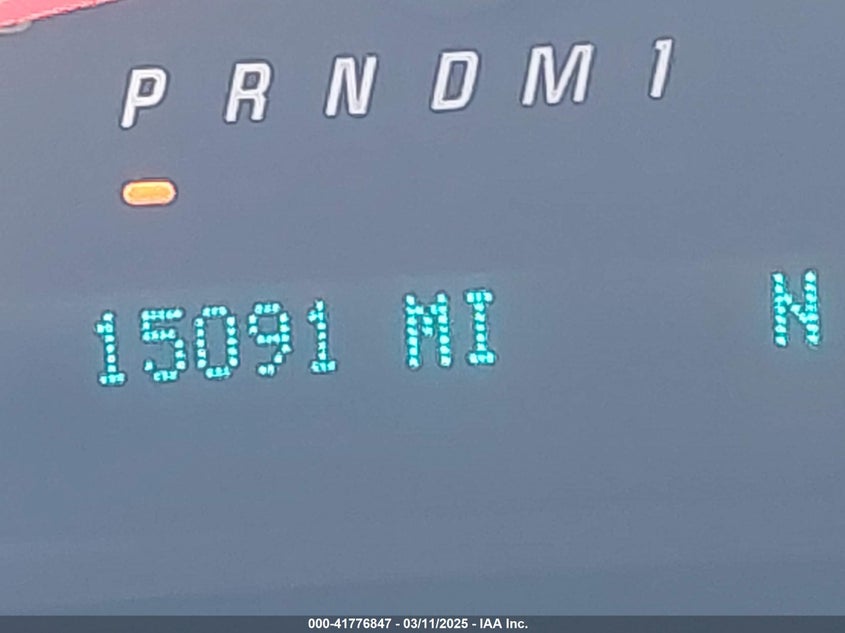 P R N D M 1
15091 MI N
000-41776847 - 03/11/2025 - IAA Inc.